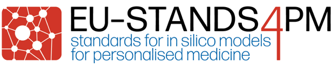 EU-STANDS4PM
standards for in silico models
for personalised medicine